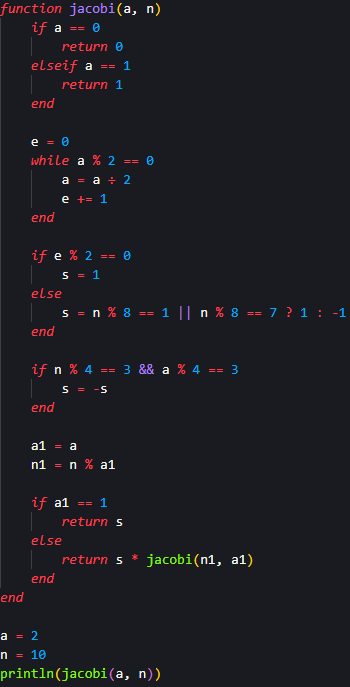 function jacobi(a, n)
    if a == 0
        return 0
    elseif a == 1
        return 1
    end

    e = 0
    while a % 2 == 0
        a = a ÷ 2
        e += 1
    end

    if e % 2 == 0
        s = 1
    else
        s = n % 8 == 1 || n % 8 == 7 ? 1 : -1
    end

    if n % 4 == 3 && a % 4 == 3
        s = -s
    end

    a1 = a
    n1 = n % a1

    if a1 == 1
        return s
    else
        return s * jacobi(n1, a1)
    end
end

a = 2
n = 10
println(jacobi(a, n))